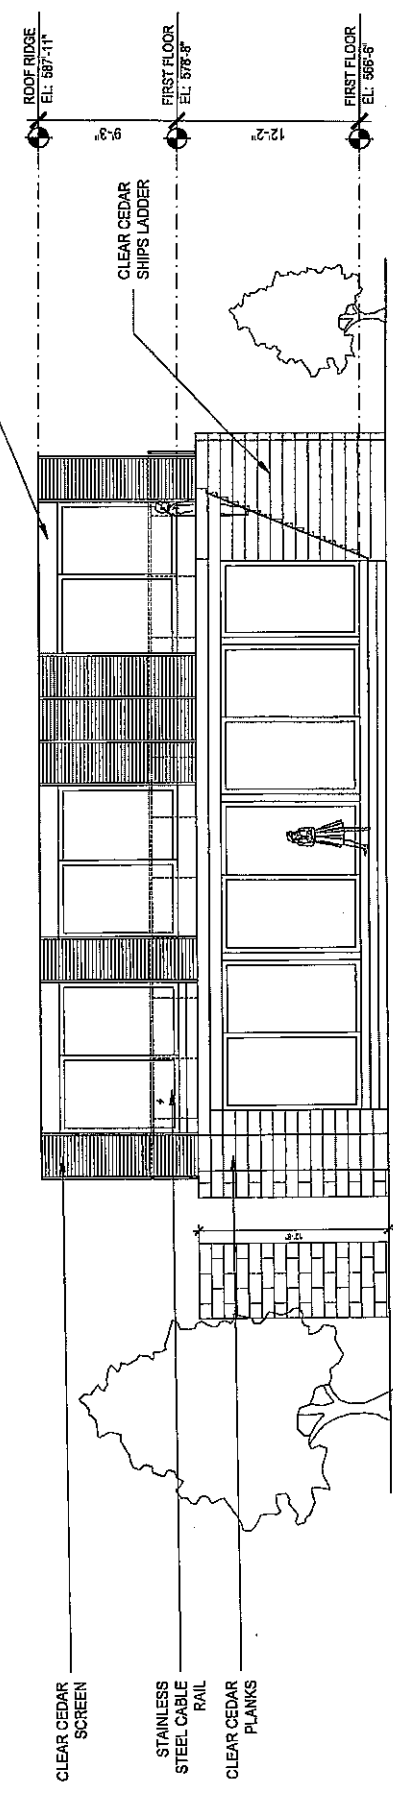 CLEAR CEDAR
SCREEN
STAINLESS
STEEL CABLE
RAIL
CLEAR CEDAR
PLANKS
CLEAR CEDAR
SHIPS LADDER
ROOF RIDGE
EL: 587'-11"
9'-3"
FIRST FLOOR
EL: 578'-8"
12'-2"
FIRST FLOOR
EL: 566'-6"